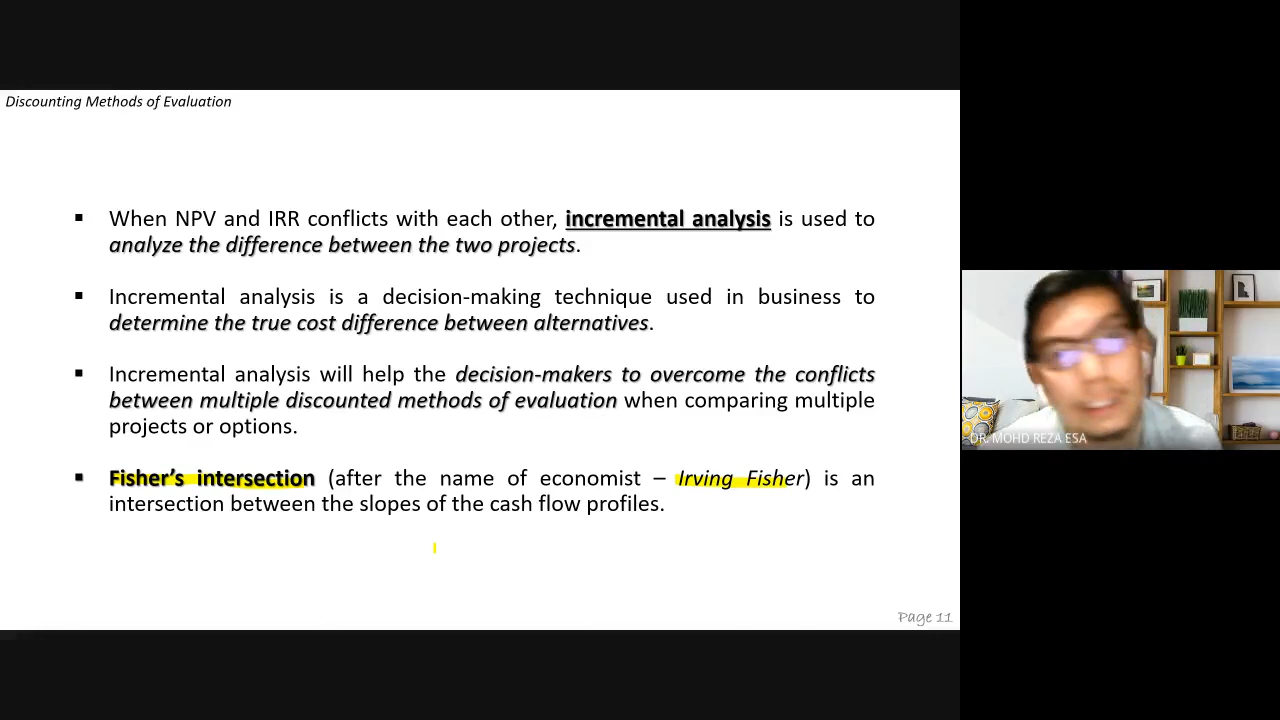 Discounting Methods of Evaluation
▪ When NPV and IRR conflicts with each other, incremental analysis is used to
analyze the difference between the two projects.
▪ Incremental analysis is a decision-making technique used in business to
determine the true cost difference between alternatives.
▪ Incremental analysis will help the decision-makers to overcome the conflicts
between multiple discounted methods of evaluation when comparing multiple
projects or options.
▪ Fisher’s intersection (after the name of economist – Irving Fisher) is an
intersection between the slopes of the cash flow profiles.
Page 11
DR. MOHD REZA ESA